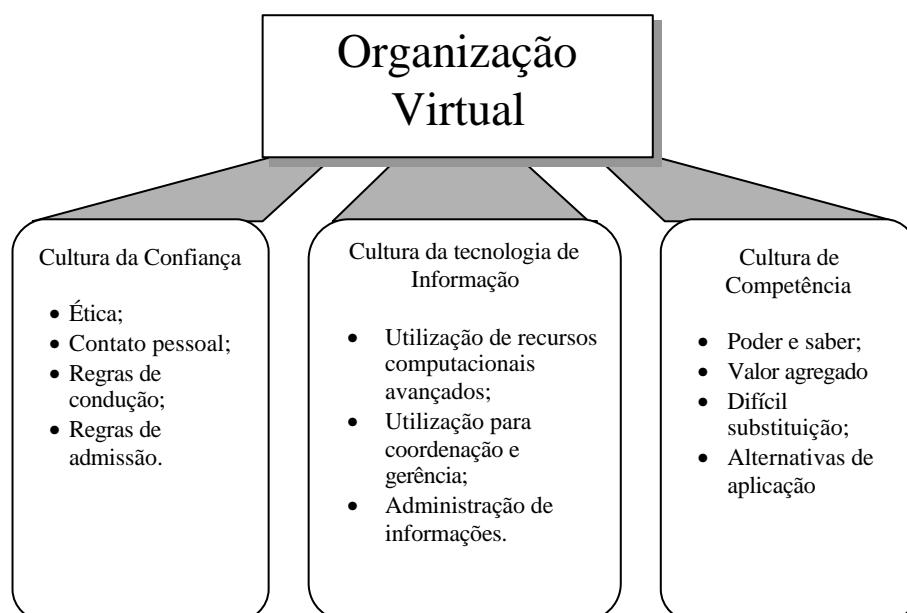 Organização
Virtual
Cultura da Confiança
• Ética;
• Contato pessoal;
• Regras de
condução;
• Regras de
admissão.
Cultura da tecnologia de
Informação
• Utilização de recursos
computacionais
avançados;
• Utilização para
coordenação e
gerência;
• Administração de
informações.
Cultura de
Competência
• Poder e saber;
• Valor agregado
• Difícil
substituição;
• Alternativas de
aplicação